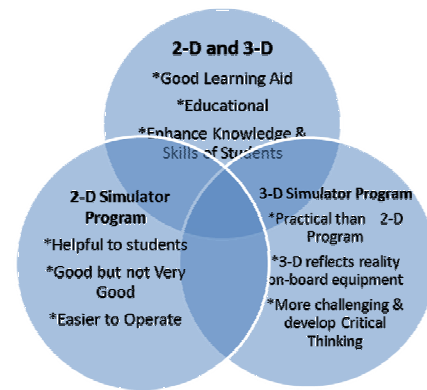 2-D and 3-D
*Good Learning Aid
*Educational
*Enhance Knowledge &
Skills of Students
2-D Simulator
Program
*Helpful to students
*Good but not Very
Good
*Easier to Operate
3-D Simulator Program
*Practical than 2-D
Program
*3-D reflects reality
on-board equipment
*More challenging &
develop Critical
Thinking